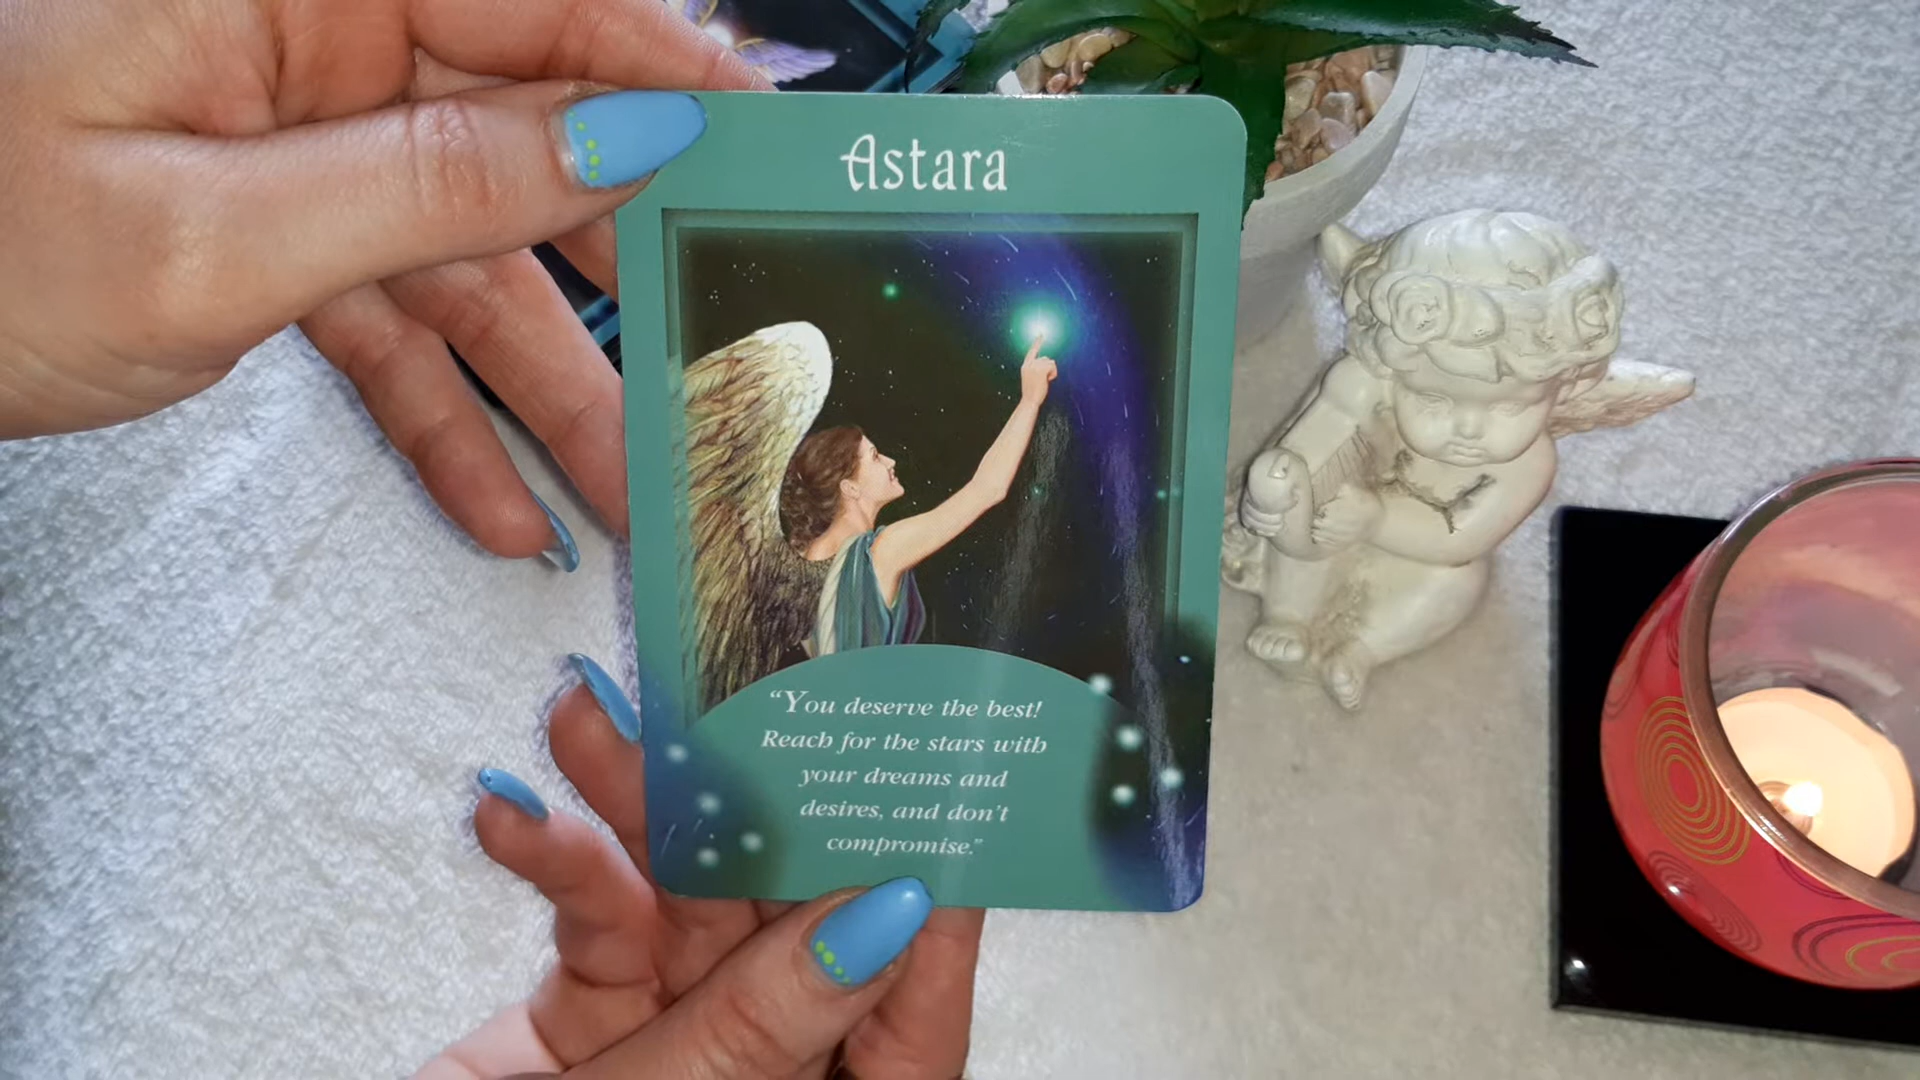 Astara
“You deserve the best!
Reach for the stars with
your dreams and
desires, and don't
compromise.”